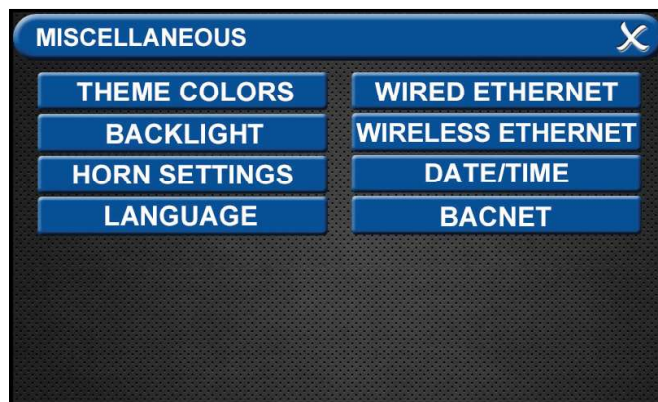 MISCELLANEOUS
THEME COLORS
WIRED ETHERNET
BACKLIGHT
WIRELESS ETHERNET
HORN SETTINGS
DATE/TIME
LANGUAGE
BACNET